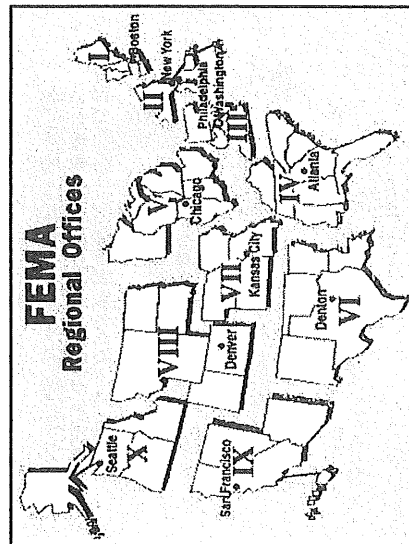 FEMA
Regional Offices
Seattle
X
VIII
V
Chicago
I
Boston
II
New York
Philadelphia
Washington
III
San Francisco
IX
Denver
VII
Kansas City
IV
Atlanta
Denton
VI